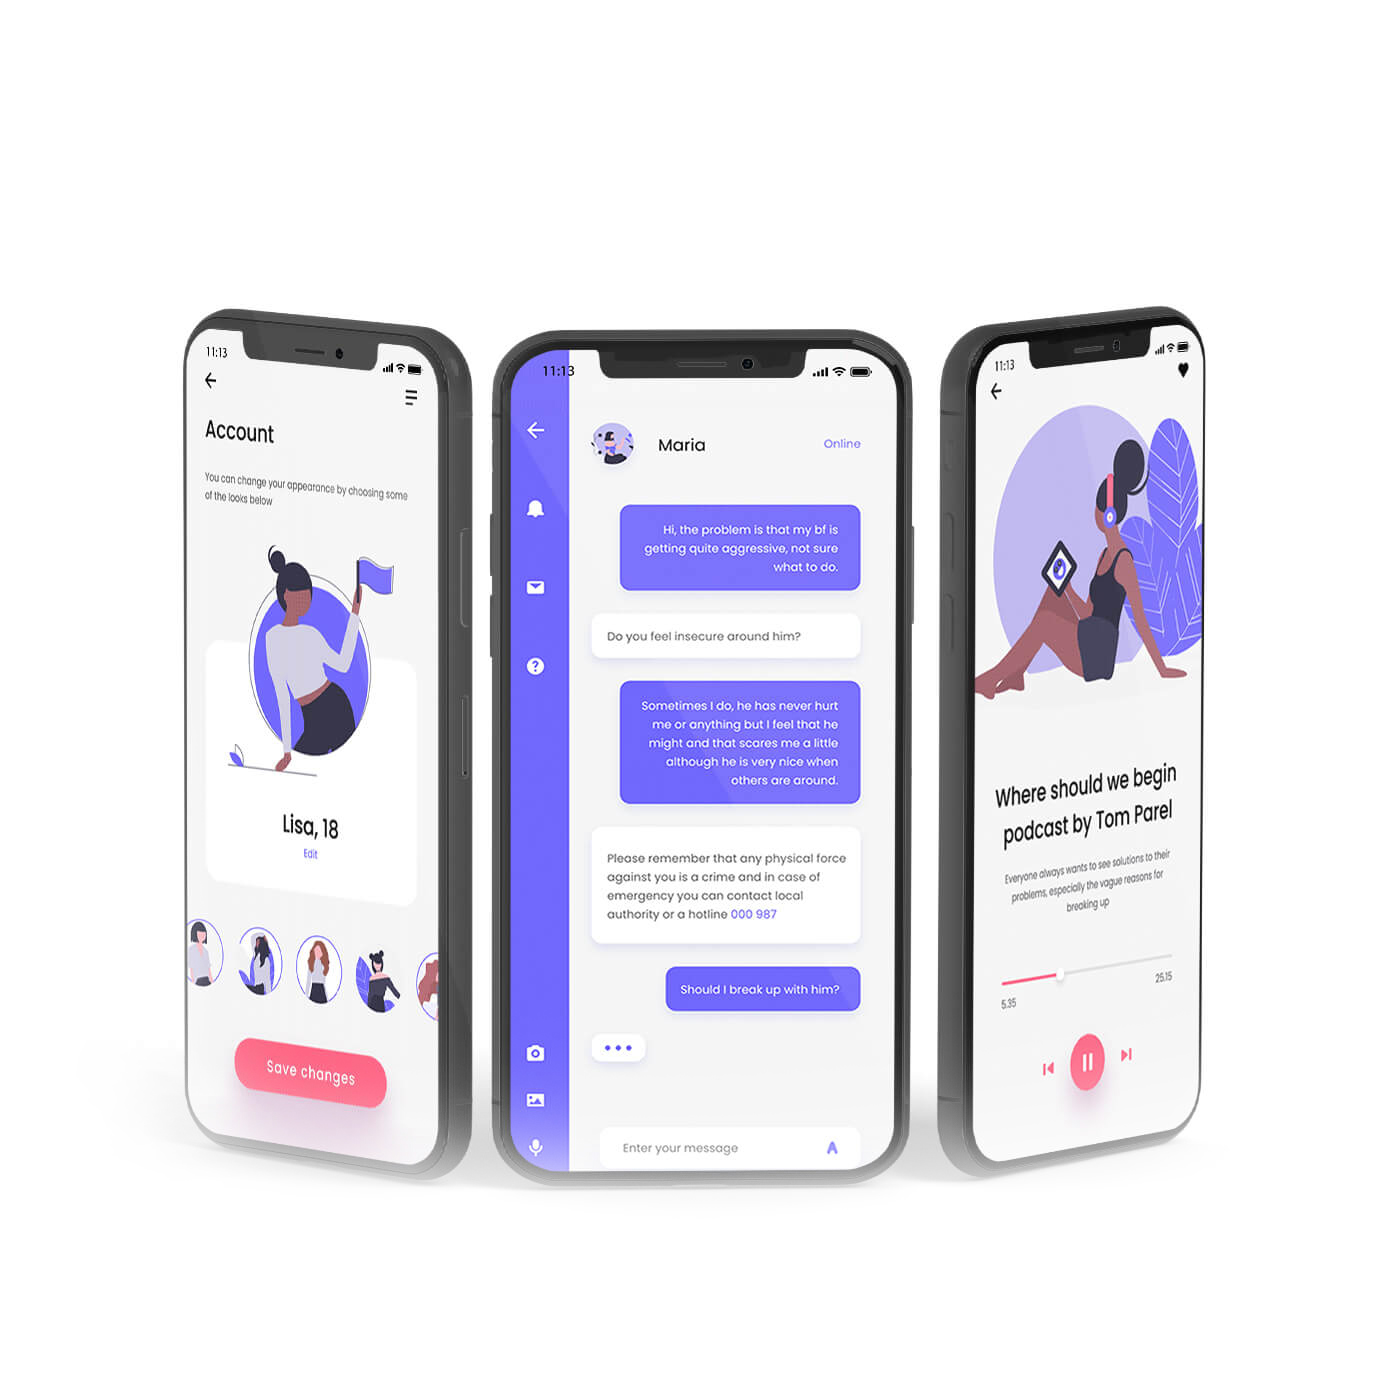 11:13
Account
You can change your appearance by choosing some
of the looks below
Lisa, 18
Edit
Save changes
11:13
Maria
Online
Hi, the problem is that my bf is
getting quite aggressive, not sure
what to do.
Do you feel insecure around him?
Sometimes I do, he has never hurt
me or anything but I feel that he
might and that scares me a little
although he is very nice when
others are around.
Please remember that any physical force
against you is a crime and in case of
emergency you can contact local
authority or a hotline 000 987
Should I break up with him?
Enter your message
11:13
Where should we begin
podcast by Tom Parel
Everyone always wants to see solutions to their
problems, especially the vague reasons for
breaking up
5.35
25.15